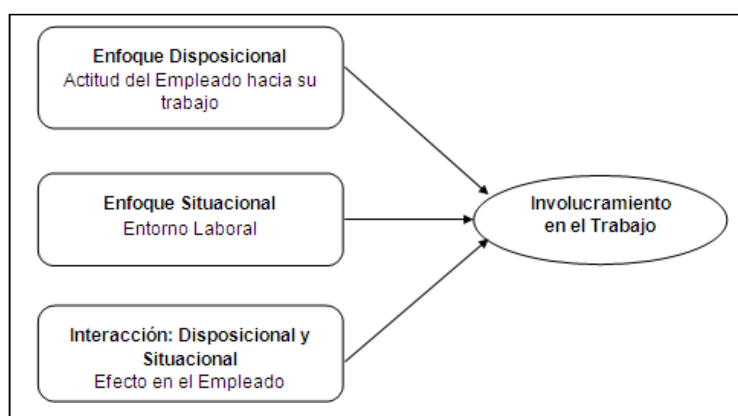 Enfoque Disposicional
Actitud del Empleado hacia su
trabajo
Enfoque Situacional
Entorno Laboral
Involucramiento
en el Trabajo
Interacción: Disposicional y
Situacional
Efecto en el Empleado